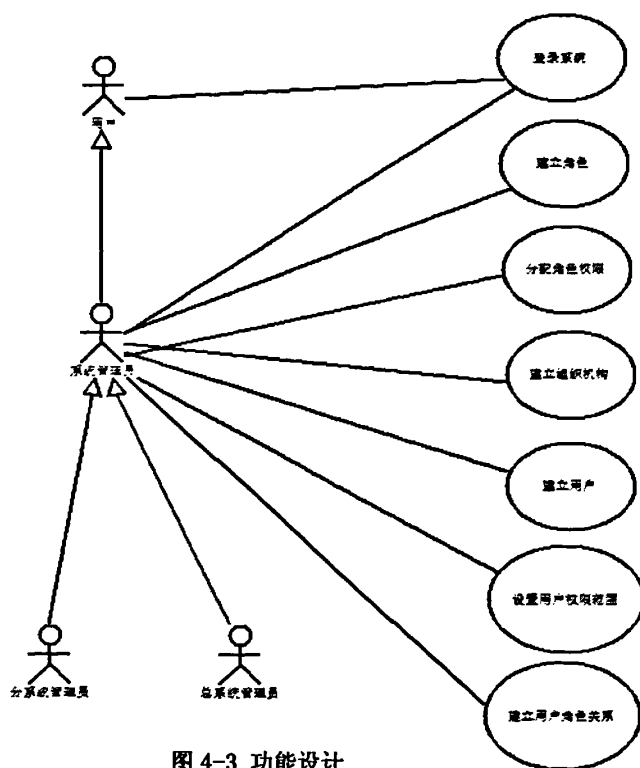 登录系统
用户
建立角色
分配角色权限
系统管理员
建立组织机构
建立用户
设置用户权限范围
分系统管理员
总系统管理员
建立用户角色关系
图 4-3 功能设计